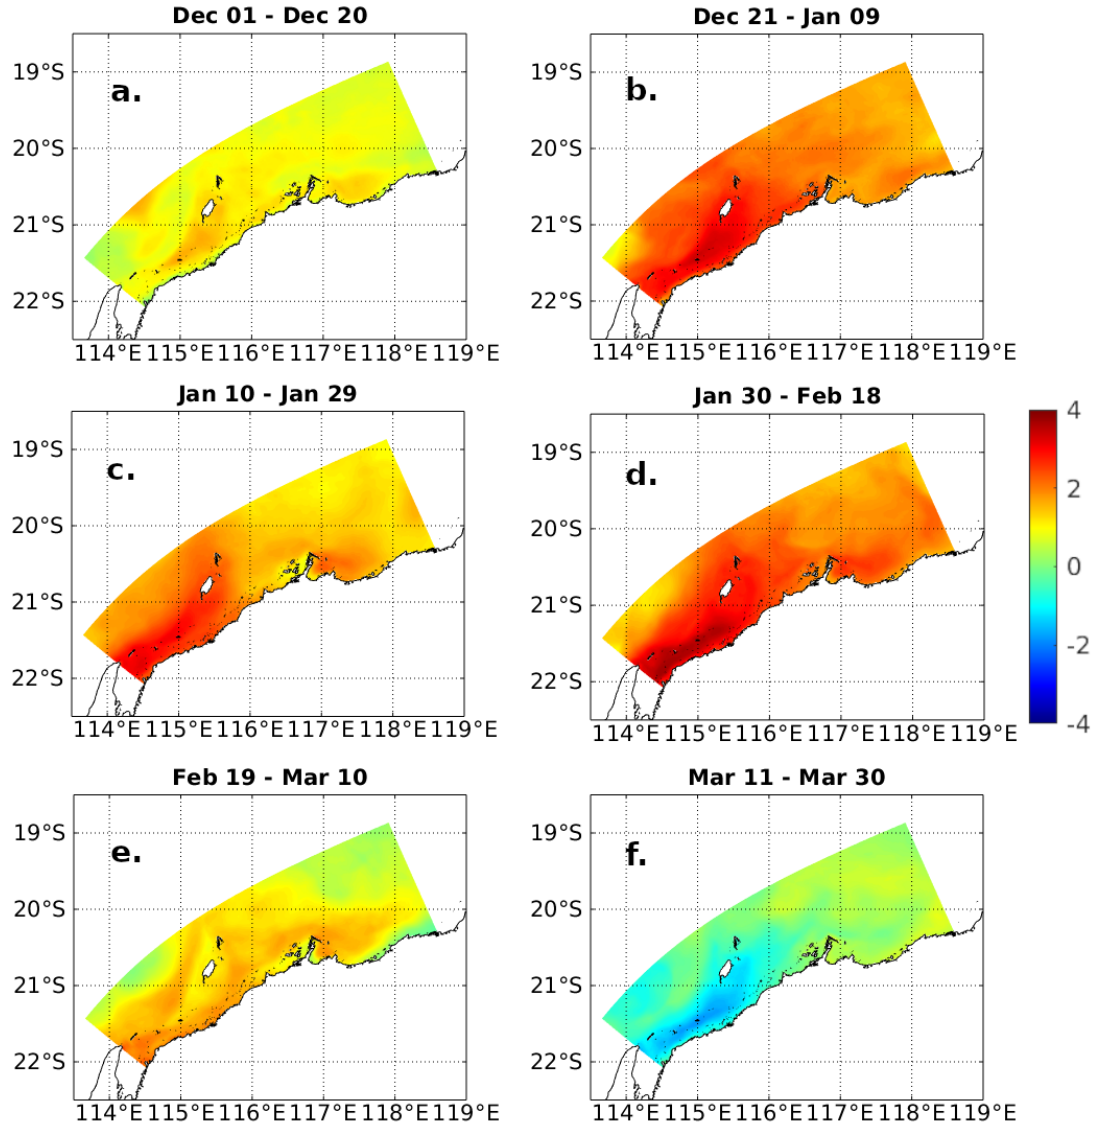 Dec 01 - Dec 20
Dec 21 - Jan 09
a.
19°S
20°S
21°S
22°S
114°E 115°E 116°E 117°E 118°E 119°E
b.
19°S
20°S
21°S
22°S
114°E 115°E 116°E 117°E 118°E 119°E
Jan 10 - Jan 29
Jan 30 - Feb 18
c.
19°S
20°S
21°S
22°S
114°E 115°E 116°E 117°E 118°E 119°E
d.
19°S
20°S
21°S
22°S
114°E 115°E 116°E 117°E 118°E 119°E
4
2
0
-2
-4
Feb 19 - Mar 10
Mar 11 - Mar 30
e.
19°S
20°S
21°S
22°S
114°E 115°E 116°E 117°E 118°E 119°E
f.
19°S
20°S
21°S
22°S
114°E 115°E 116°E 117°E 118°E 119°E